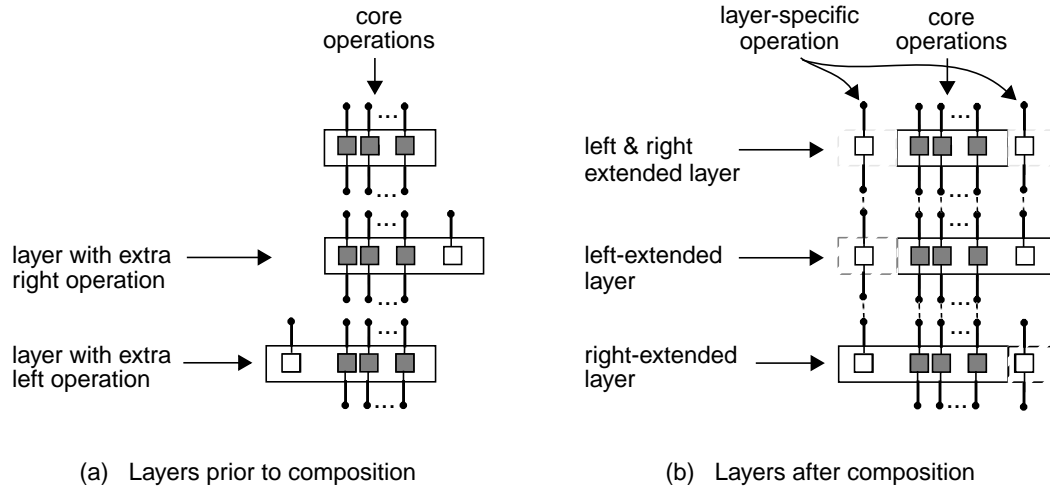 core
operations
...
...
...
layer with extra
right operation
...
...
layer with extra
left operation
...
(a) Layers prior to composition
layer-specific
operation
core
operations
...
left & right
extended layer
...
...
left-extended
layer
...
...
right-extended
layer
...
(b) Layers after composition